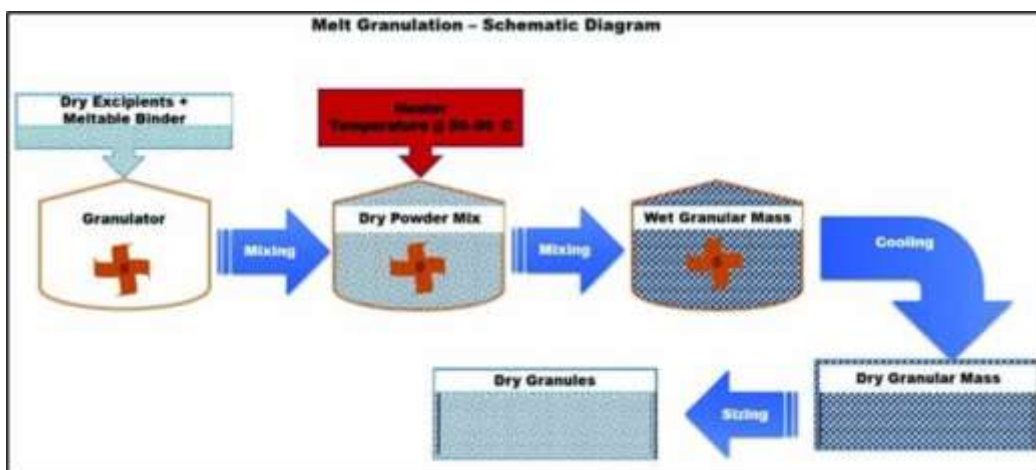 Melt Granulation – Schematic Diagram
Dry Excipients +
Meltable Binder
Heater
Temperature @
C
Granulator
Mixing
Dry Powder Mix
Mixing
Wet Granular Mass
Cooling
Dry Granular Mass
Sizing
Dry Granules